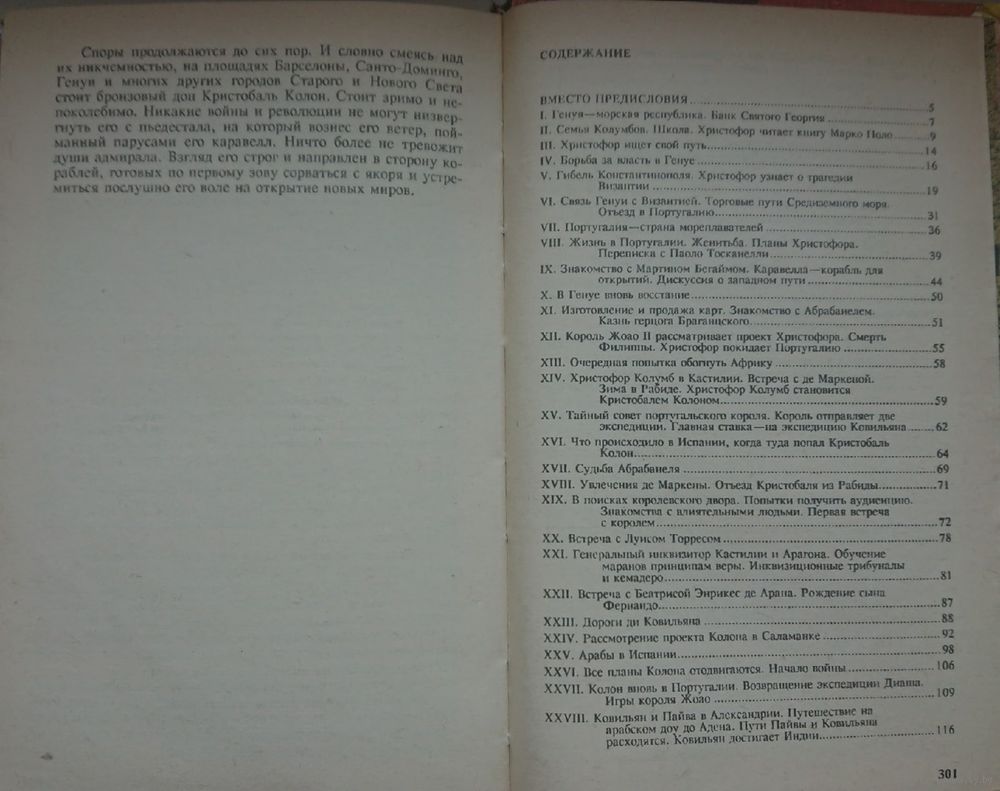 Споры продолжаются до сих пор. И словно смеясь над
их никчемностью, на площадях Барселоны, Санто-Доминго,
Генуи и многих других городов Старого и Нового Света
стоит бронзовый дон Кристобаль Колон. Стоит зримо и не-
поколебимо. Никакие войны и революции не могут низвер-
гнуть его с пьедестала, на который вознес его ветер, пой-
манный парусами его каравелл. Ничто более не тревожит
души адмирала. Взгляд его строг и направлен в сторону ко-
раблей, готовых по первому зову сорваться с якоря и устре-
миться послушно его воле на открытие новых миров.
СОДЕРЖАНИЕ
ВМЕСТО ПРЕДИСЛОВИЯ 5
I. Генуя—морская республика. Банк Святого Георгия 7
II. Семья Колумбов. Школа. Христофор читает книгу Марко Поло 9
III. Христофор ищет свой путь 14
IV. Борьба за власть в Генуе 16
V. Гибель Константинополя. Христофор узнает о трагедии
Византии 19
VI. Связь Генуи с Византией. Торговые пути Средиземного моря.
Отъезд в Португалию 31
VII. Португалия—страна мореплавателей 36
VIII. Жизнь в Португалии. Женитьба. Планы Христофора.
Переписка с Паоло Тосканелли 39
IX. Знакомство с Мартином Бегаймом. Каравелла—корабль для
открытий. Дискуссия о западном пути 44
X. В Генуе вновь восстание 50
XI. Изготовление и продажа карт. Знакомство с Абрабанелем.
Казнь герцога Браганцского 51
XII. Король Жоао II рассматривает проект Христофора. Смерть
Филиппы. Христофор покидает Португалию 55
XIII. Очередная попытка обогнуть Африку 58
XIV. Христофор Колумб в Кастилии. Встреча с де Маркеной.
Зима в Рабиде. Христофор Колумб становится
Кристобалем Колоном 59
XV. Тайный совет португальского короля. Король отправляет две
экспедиции. Главная ставка—на экспедицию Ковильяна 62
XVI. Что происходило в Испании, когда туда попал Кристобаль
Колон 64
XVII. Судьба Абрабанеля 69
XVIII. Увлечения де Маркены. Отъезд Кристобаля из Рабиды 71
XIX. В поисках королевского двора. Попытки получить аудиенцию.
Знакомства с влиятельными людьми. Первая встреча
с королем 72
XX. Встреча с Луисом Торресом 78
XXI. Генеральный инквизитор Кастилии и Арагона. Обучение
маранов принципам веры. Инквизиционные трибуналы
и кемадеро 81
XXII. Встреча с Беатрисой Энрикес де Арана. Рождение сына
Фернандо 87
XXIII. Дороги ди Ковильяна 88
XXIV. Рассмотрение проекта Колона в Саламанке 92
XXV. Арабы в Испании 98
XXVI. Все планы Колона отодвигаются. Начало войны 106
XXVII. Колон вновь в Португалии. Возвращение экспедиции Диаша.
Игры короля Жоао 109
XXVIII. Ковильян и Пайва в Александрии. Путешествие на
арабском доу до Адена. Пути Пайвы и Ковильяна
расходятся. Ковильян достигает Индии 116
301